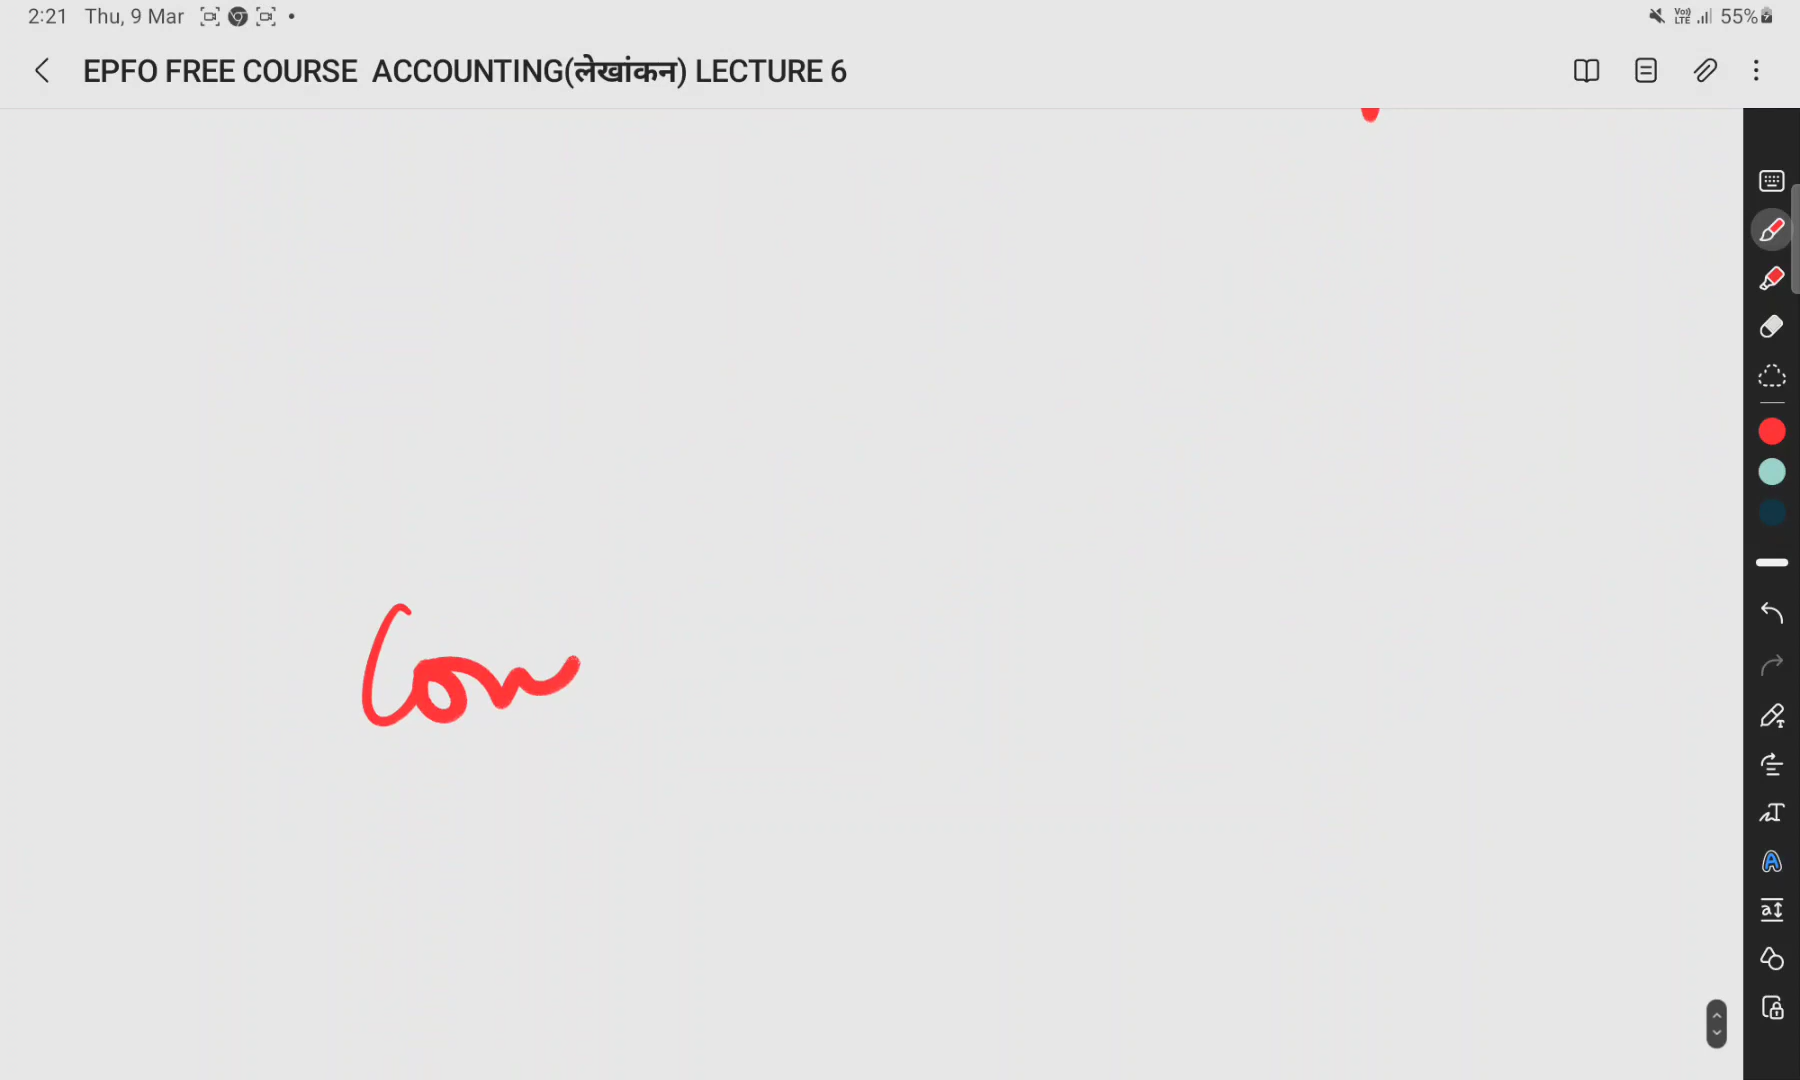 2:21 Thu, 9 Mar 55%
EPFO FREE COURSE ACCOUNTING(लेखांकन) LECTURE 6
Con